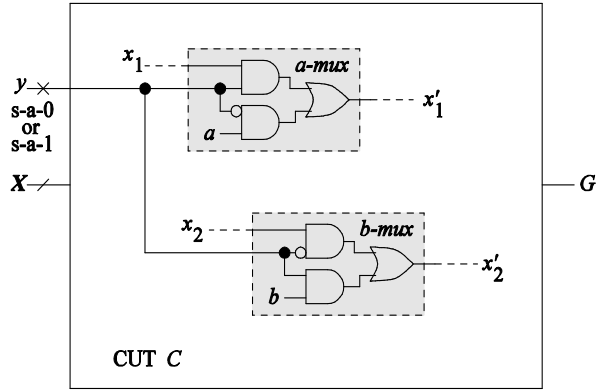 x1
a-mux
y
x′1
s-a-0
or
s-a-1
a
X
G
x2
b-mux
x′2
b
CUT C